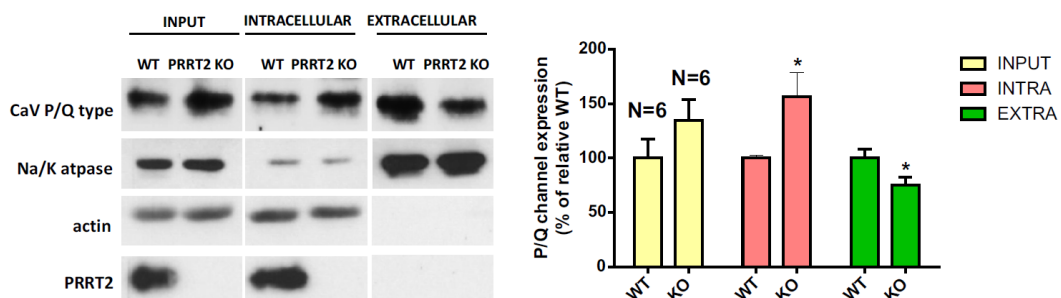 INPUT INTRACELLULAR EXTRACELLULAR
WT PRRT2 KO WT PRRT2 KO WT PRRT2 KO
CaV P/Q type
Na/K atpase
actin
PRRT2
P/Q channel expression
(% of relative WT)
200
150
100
50
0
N=6
N=6
*
*
WT KO WT KO WT KO
INPUT
INTRA
EXTRA